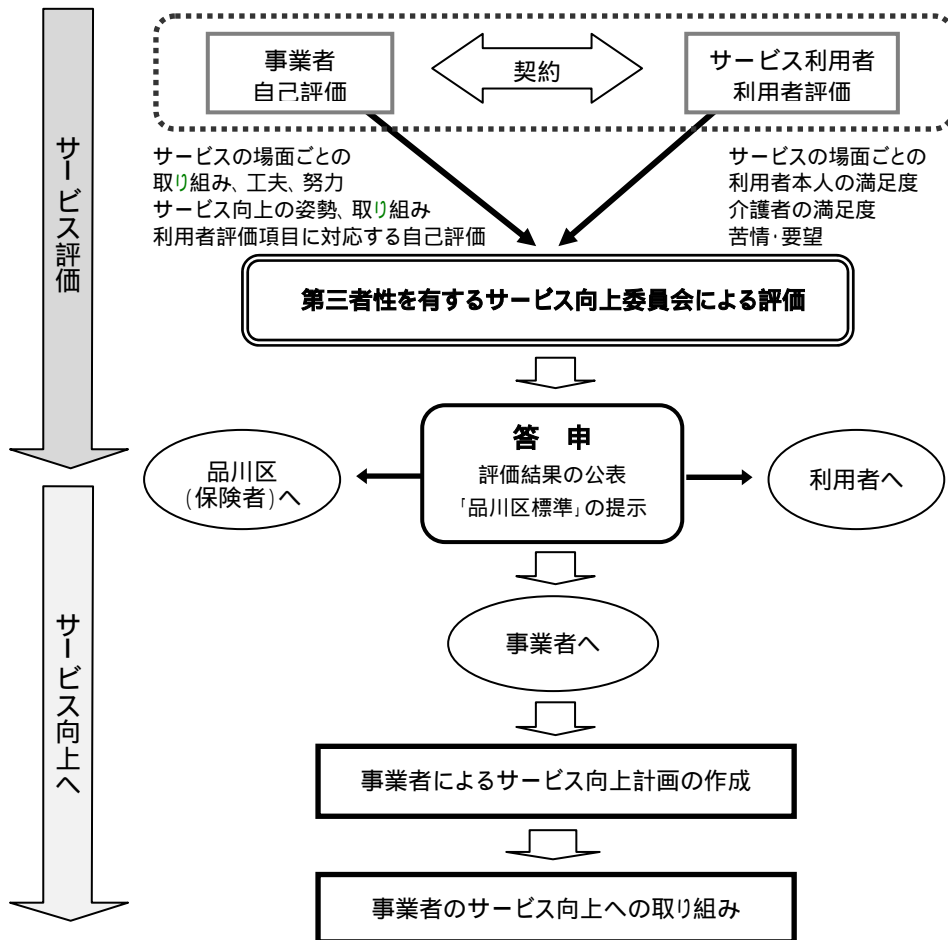 事業者
自己評価
契約
サービス利用者
利用者評価
サービスの場面ごとの
取り組み、工夫、努力
サービス向上の姿勢、取り組み
利用者評価項目に対応する自己評価
サービスの場面ごとの
利用者本人の満足度
介護者の満足度
苦情・要望
サービス評価
第三者性を有するサービス向上委員会による評価
答 申
評価結果の公表
「品川区標準」の提示
品川区
(保険者)へ
利用者へ
事業者へ
サービス向上へ
事業者によるサービス向上計画の作成
事業者のサービス向上への取り組み